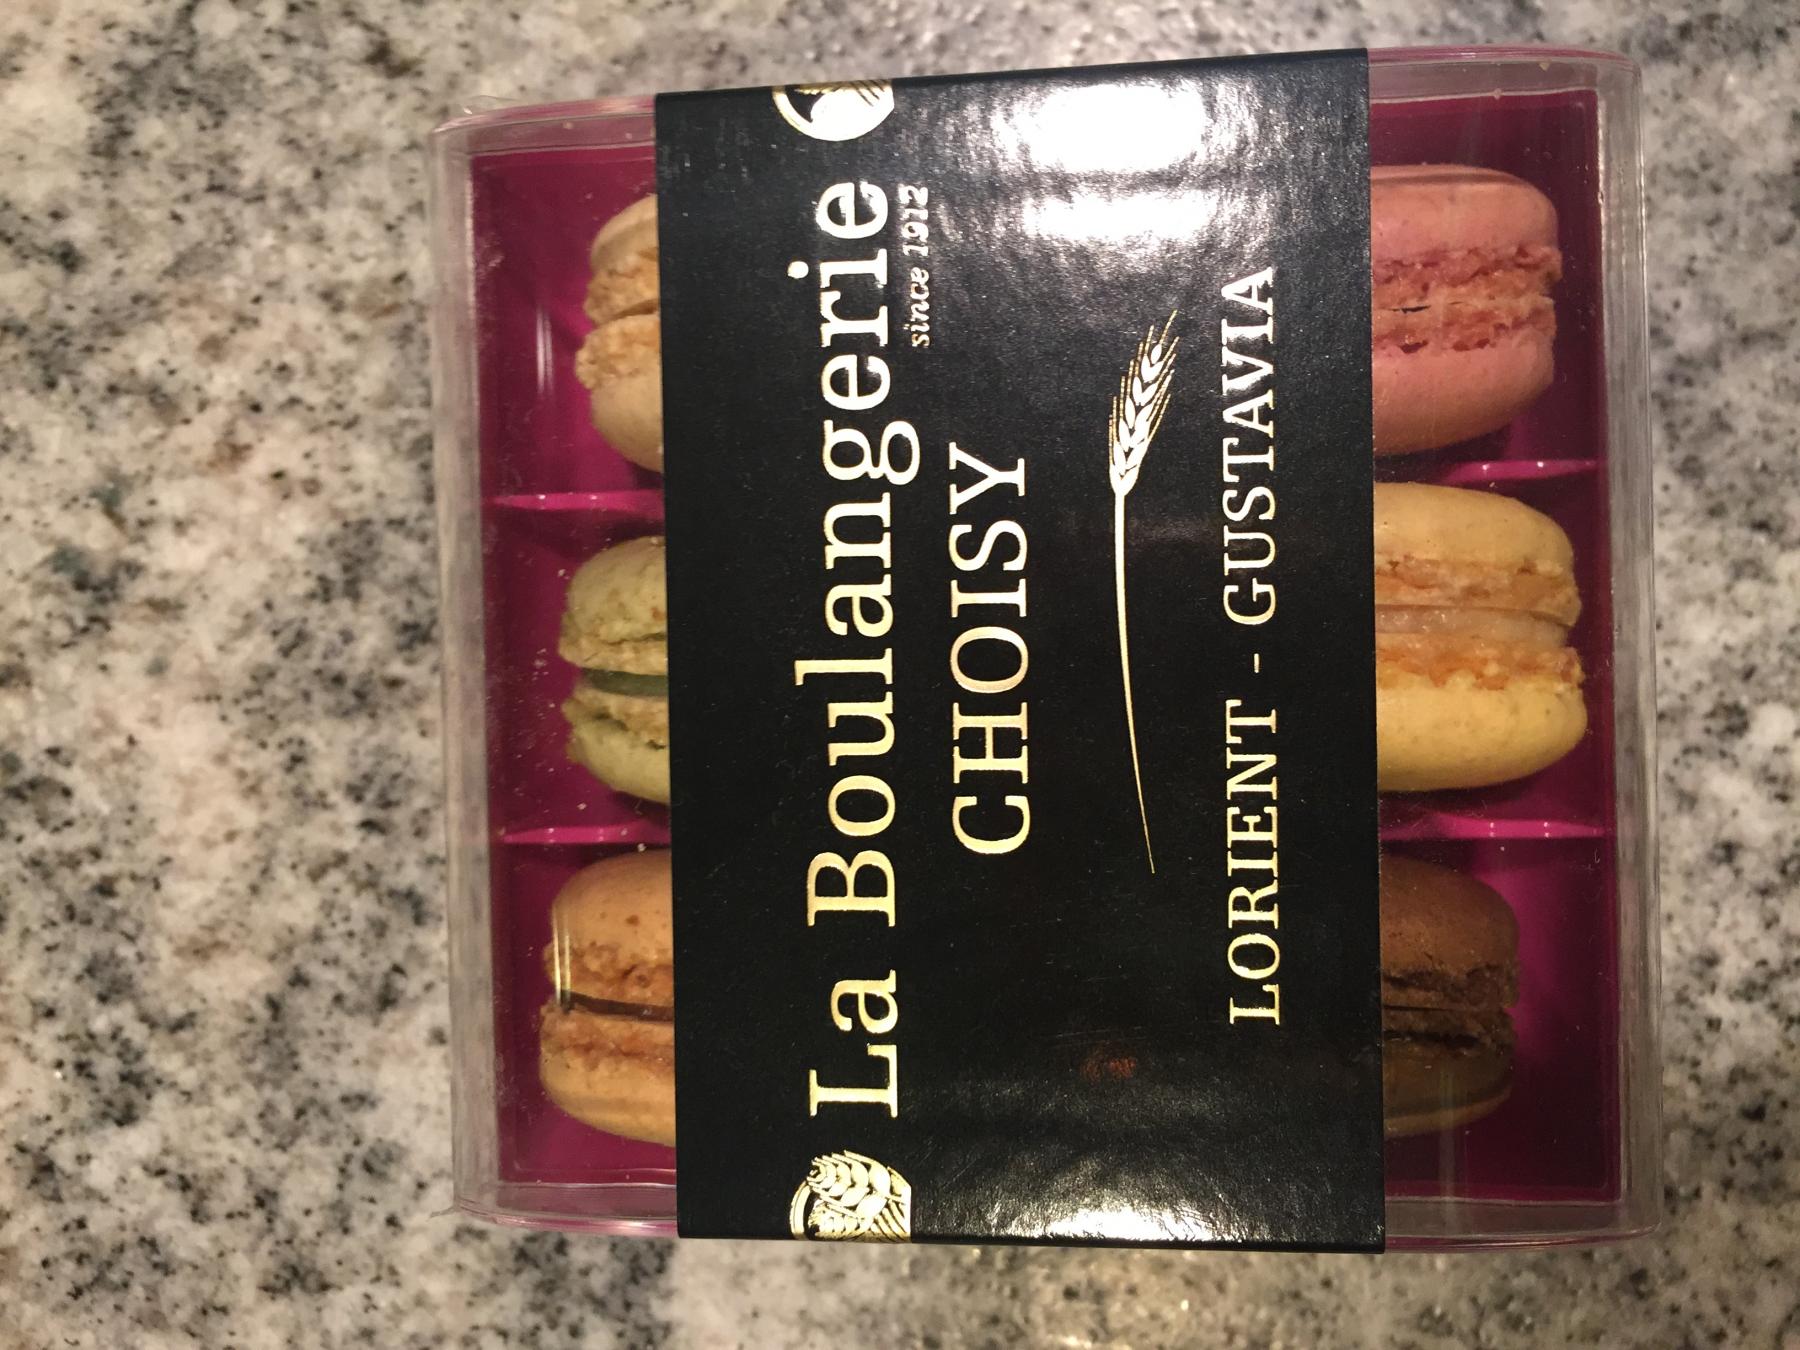 La Boulangerie
since 1912
CHOISY
LORIENT - GUSTAVIA